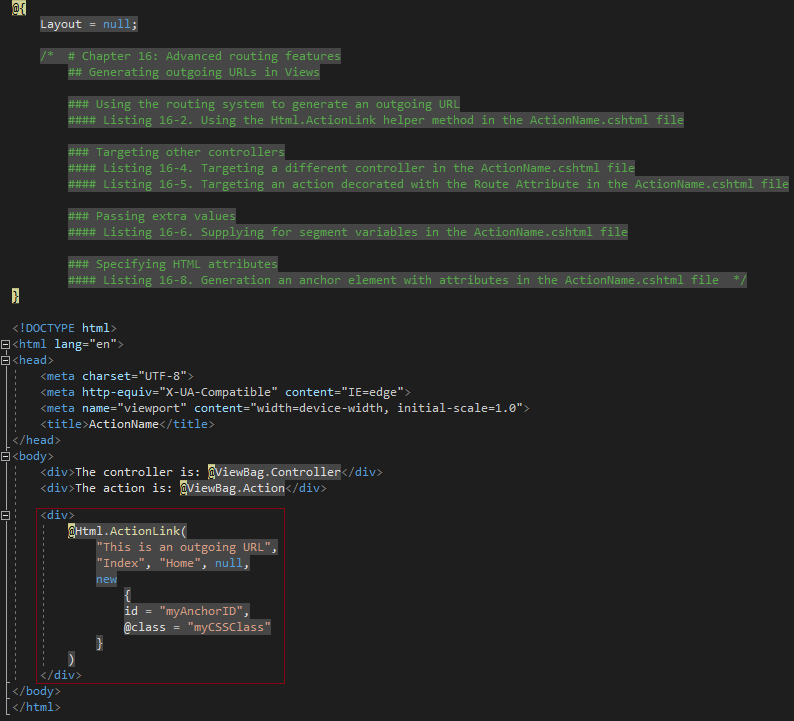 @{
Layout = null;
/*  # Chapter 16: Advanced routing features
## Generating outgoing URLs in Views
### Using the routing system to generate an outgoing URL
#### Listing 16-2. Using the Html.ActionLink helper method in the ActionName.cshtml file
### Targeting other controllers
#### Listing 16-4. Targeting a different controller in the ActionName.cshtml file
#### Listing 16-5. Targeting an action decorated with the Route Attribute in the ActionName.cshtml file
### Passing extra values
#### Listing 16-6. Supplying for segment variables in the ActionName.cshtml file
### Specifying HTML attributes
#### Listing 16-8. Generation an anchor element with attributes in the ActionName.cshtml file  */
}
<!DOCTYPE html>
<html lang="en">
<head>
<meta charset="UTF-8">
<meta http-equiv="X-UA-Compatible" content="IE=edge">
<meta name="viewport" content="width=device-width, initial-scale=1.0">
<title>ActionName</title>
</head>
<body>
<div>The controller is: @ViewBag.Controller</div>
<div>The action is: @ViewBag.Action</div>
<div>
@Html.ActionLink(
"This is an outgoing URL",
"Index", "Home", null,
new
{
id = "myAnchorID",
@class = "myCSSClass"
}
)
</div>
</body>
</html>